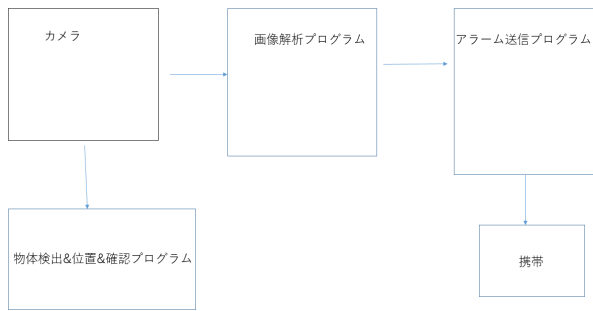 カメラ
画像解析プログラム
アラーム送信プログラム
物体検出&位置&確認プログラム
携帯